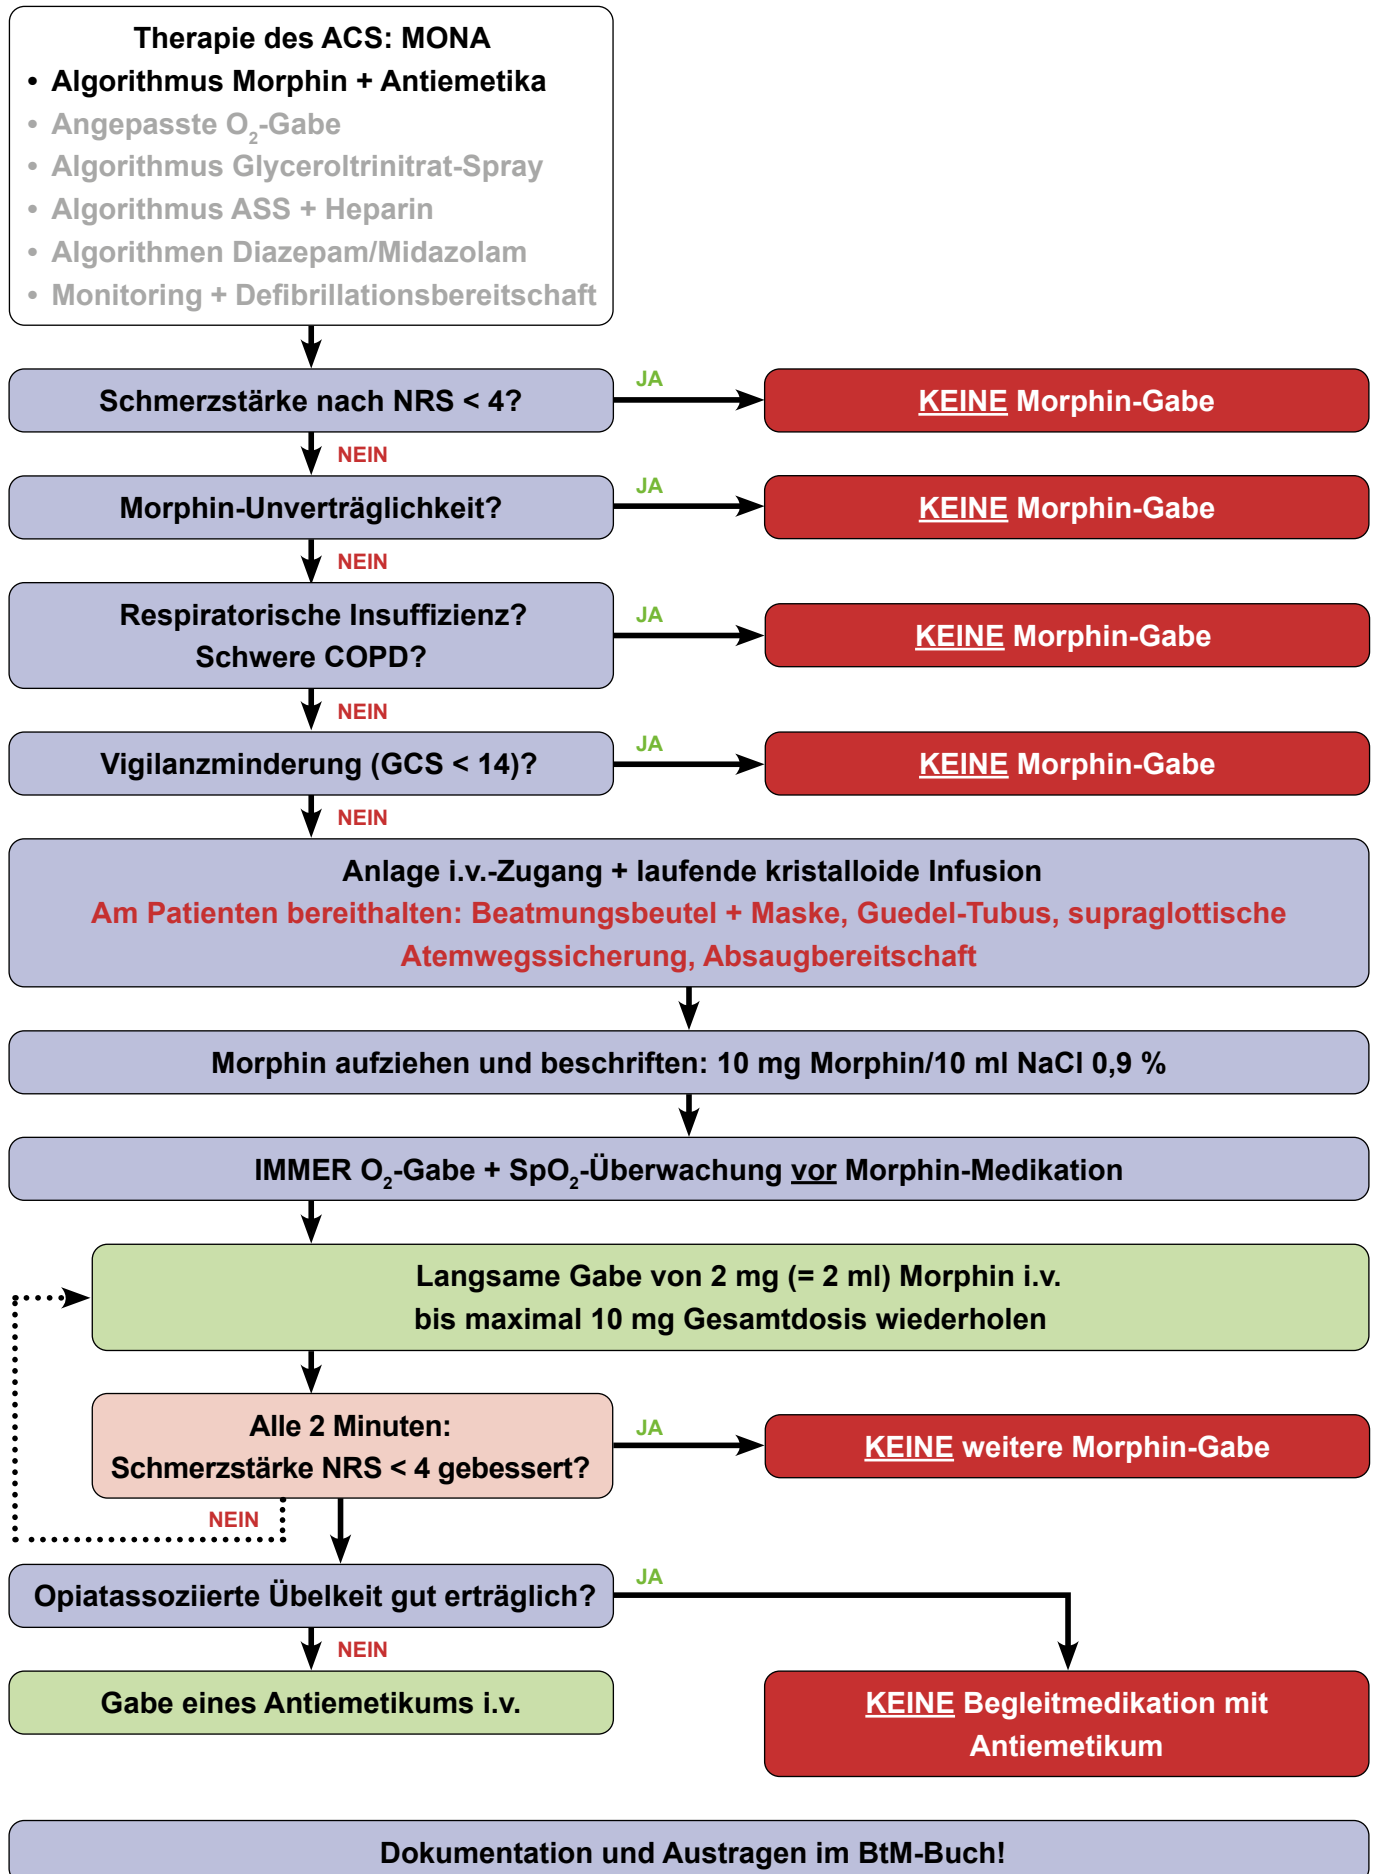 Therapie des ACS: MONA
• Algorithmus Morphin + Antiemetika
• Angepasste O₂-Gabe
• Algorithmus Glyceroltrinitrat-Spray
• Algorithmus ASS + Heparin
• Algorithmen Diazepam/Midazolam
• Monitoring + Defibrillationsbereitschaft
Schmerzstärke nach NRS < 4?
JA
KEINE Morphin-Gabe
NEIN
Morphin-Unverträglichkeit?
JA
KEINE Morphin-Gabe
NEIN
Respiratorische Insuffizienz?
Schwere COPD?
JA
KEINE Morphin-Gabe
NEIN
Vigilanzminderung (GCS < 14)?
JA
KEINE Morphin-Gabe
NEIN
Anlage i.v.-Zugang + laufende kristalloide Infusion
Am Patienten bereithalten: Beatmungsbeutel + Maske, Guedel-Tubus, supraglottische
Atemwegssicherung, Absaugbereitschaft
Morphin aufziehen und beschriften: 10 mg Morphin/10 ml NaCl 0,9 %
IMMER O₂-Gabe + SpO₂-Überwachung vor Morphin-Medikation
Langsame Gabe von 2 mg (= 2 ml) Morphin i.v.
bis maximal 10 mg Gesamtdosis wiederholen
Alle 2 Minuten:
Schmerzstärke NRS < 4 gebessert?
JA
KEINE weitere Morphin-Gabe
NEIN
Opiatassoziierte Übelkeit gut erträglich?
JA
NEIN
Gabe eines Antiemetikums i.v.
KEINE Begleitmedikation mit
Antiemetikum
Dokumentation und Austragen im BtM-Buch!